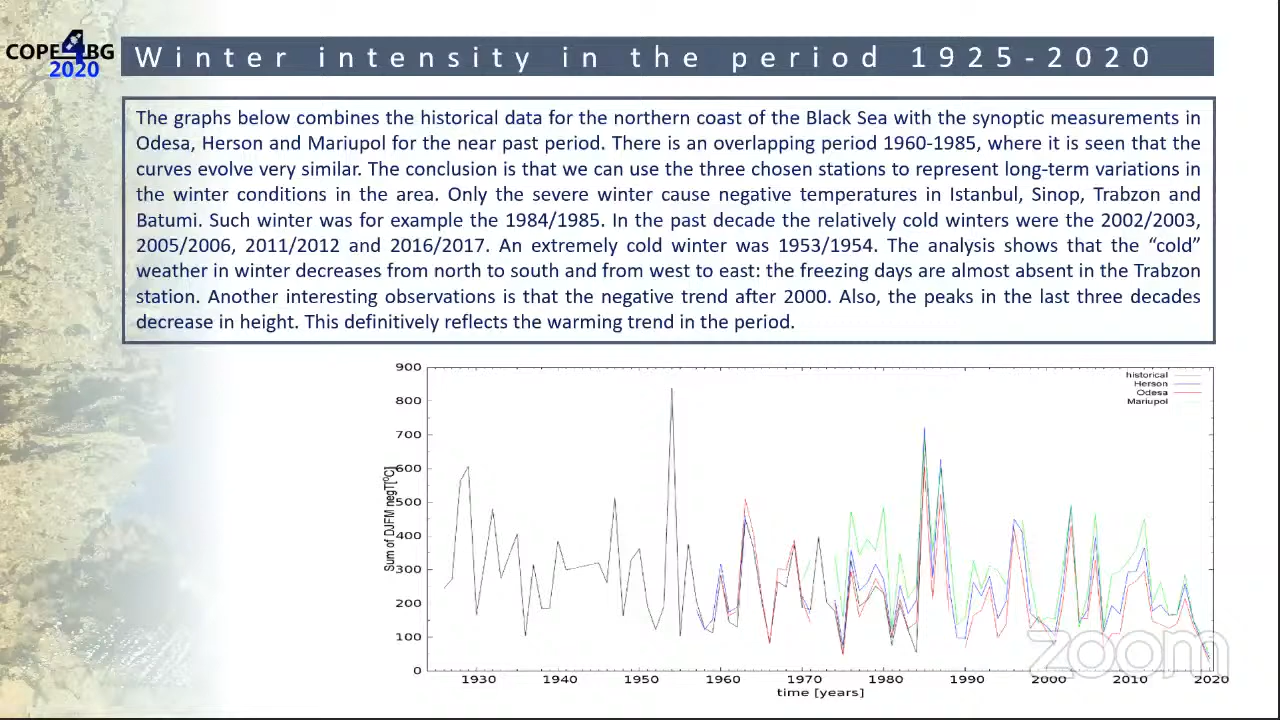 COPE4BG
2020
Winter intensity in the period 1925-2020
The graphs below combines the historical data for the northern coast of the Black Sea with the synoptic measurements in
Odesa, Herson and Mariupol for the near past period. There is an overlapping period 1960-1985, where it is seen that the
curves evolve very similar. The conclusion is that we can use the three chosen stations to represent long-term variations in
the winter conditions in the area. Only the severe winter cause negative temperatures in Istanbul, Sinop, Trabzon and
Batumi. Such winter was for example the 1984/1985. In the past decade the relatively cold winters were the 2002/2003,
2005/2006, 2011/2012 and 2016/2017. An extremely cold winter was 1953/1954. The analysis shows that the “cold”
weather in winter decreases from north to south and from west to east: the freezing days are almost absent in the Trabzon
station. Another interesting observations is that the negative trend after 2000. Also, the peaks in the last three decades
decrease in height. This definitively reflects the warming trend in the period.
900
800
700
600
500
400
300
200
100
0
Sum of DJFM negT[°C]
historical
Herson
Odesa
Mariupol
1930 1940 1950 1960 1970 1980 1990 2000 2010 2020
time [years]
zoom